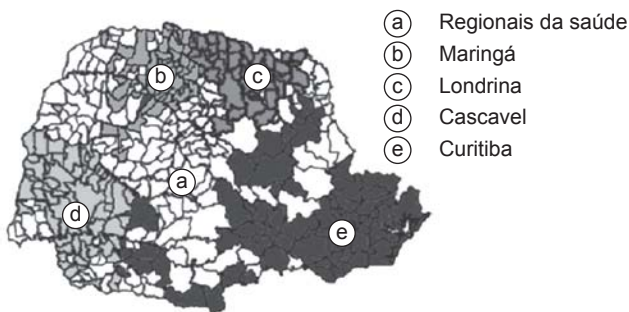 a Regionais da saúde
b Maringá
c Londrina
d Cascavel
e Curitiba
b
c
a
d
e